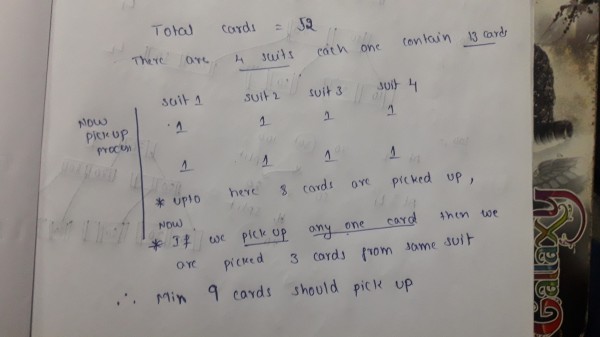 Total cards = 52
There are 4 suits each one contain 13 cards
suit 1 suit 2 suit 3 suit 4
Now
pickup
process
1 1 1 1
1 1 1 1
* upto here 8 cards are picked up,
Now
* If we pick up any one card then we
are picked 3 cards from same suit
∴ Min 9 cards should pick up
Galaxy